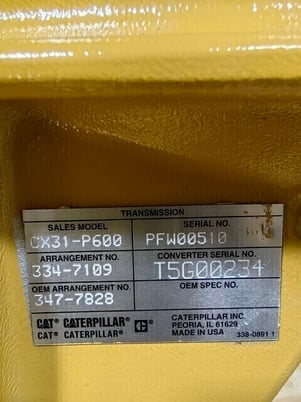 TRANSMISSION
SALES MODEL SERIAL NO.
CX31-P600 PFW00510
ARRANGEMENT NO. CONVERTER SERIAL NO.
334-7109 T5G00234
OEM ARRANGEMENT NO. OEM SPEC NO.
347-7828
CAT® CATERPILLAR® CATERPILLAR INC.
CAT® CATERPILLAR® PEORIA, IL 61629
MADE IN USA 338-0891 1